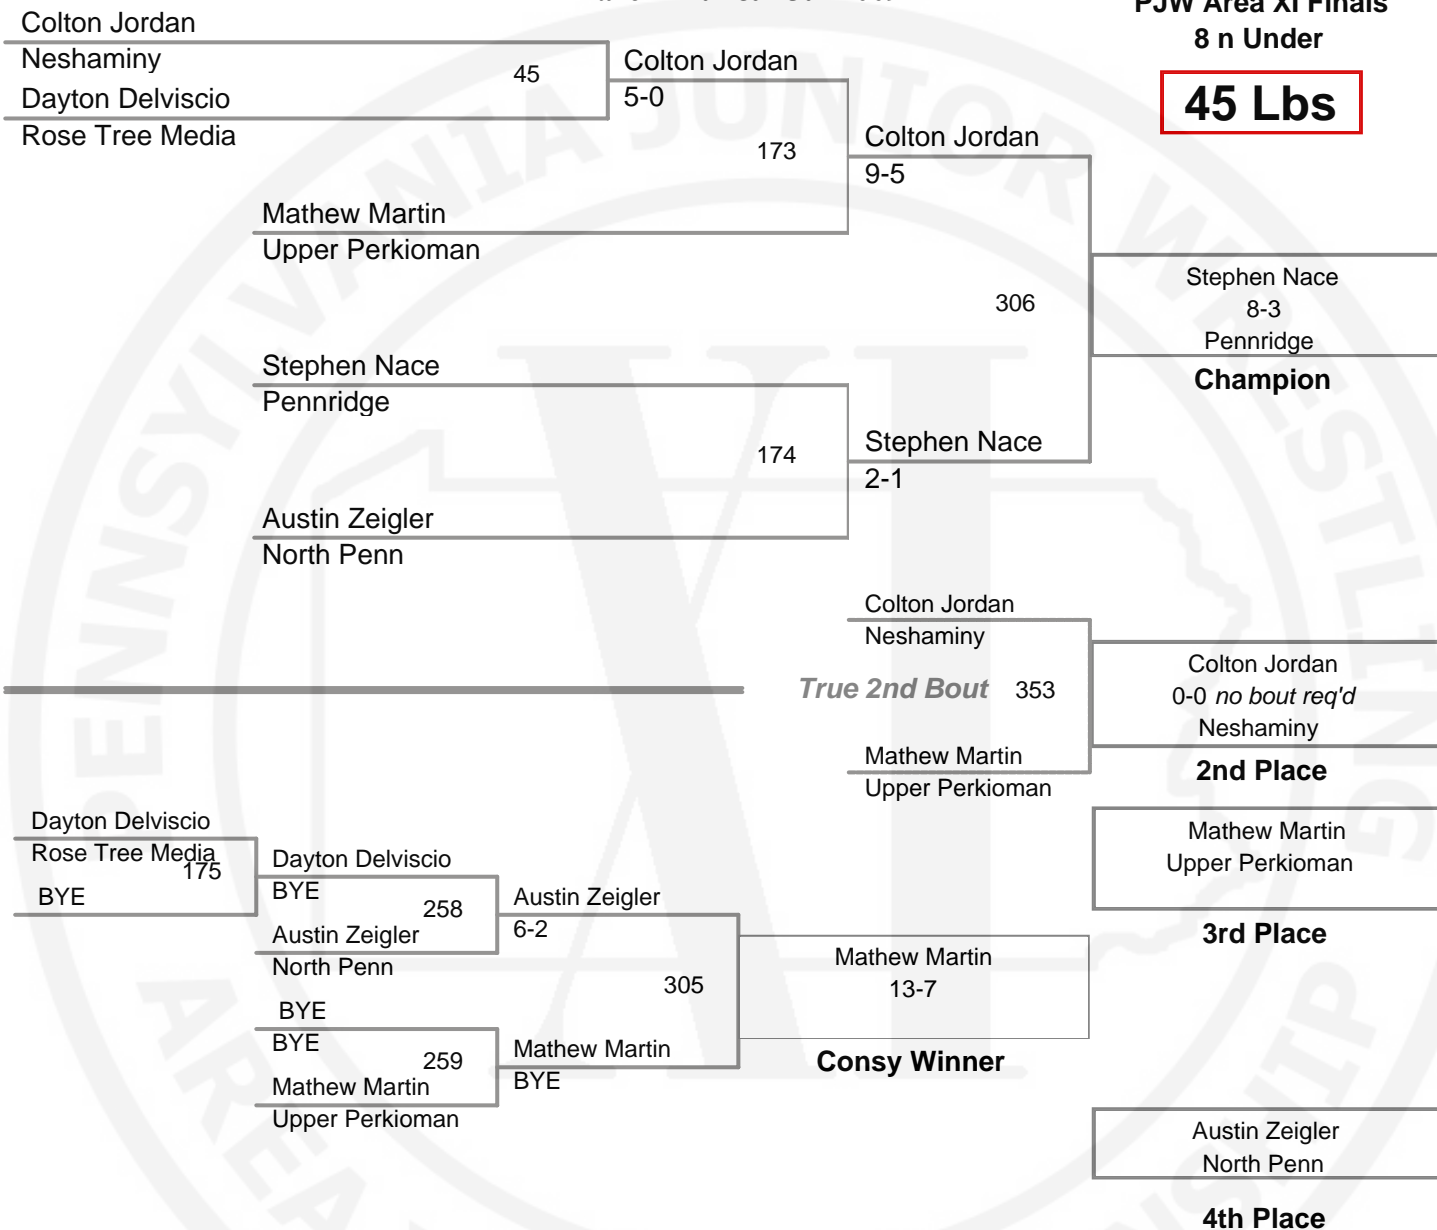 PJW Area XI Finals
8 n Under
45 Lbs
Colton Jordan
Neshaminy
45
Dayton Delviscio
Rose Tree Media
Colton Jordan
5-0
173
Mathew Martin
Upper Perkioman
Colton Jordan
9-5
306
Stephen Nace
8-3
Pennridge
Champion
Stephen Nace
Pennridge
174
Austin Zeigler
North Penn
Stephen Nace
2-1
Colton Jordan
Neshaminy
True 2nd Bout 353
Mathew Martin
Upper Perkioman
Colton Jordan
0-0 no bout req'd
Neshaminy
2nd Place
Mathew Martin
Upper Perkioman
3rd Place
Dayton Delviscio
Rose Tree Media
175
BYE
Dayton Delviscio
BYE
258
Austin Zeigler
North Penn
Austin Zeigler
6-2
305
BYE
BYE
259
Mathew Martin
Upper Perkioman
Mathew Martin
BYE
Mathew Martin
13-7
Consy Winner
Austin Zeigler
North Penn
4th Place
PENNSYLVANIA JUNIOR WRESTLING
XI
AREA